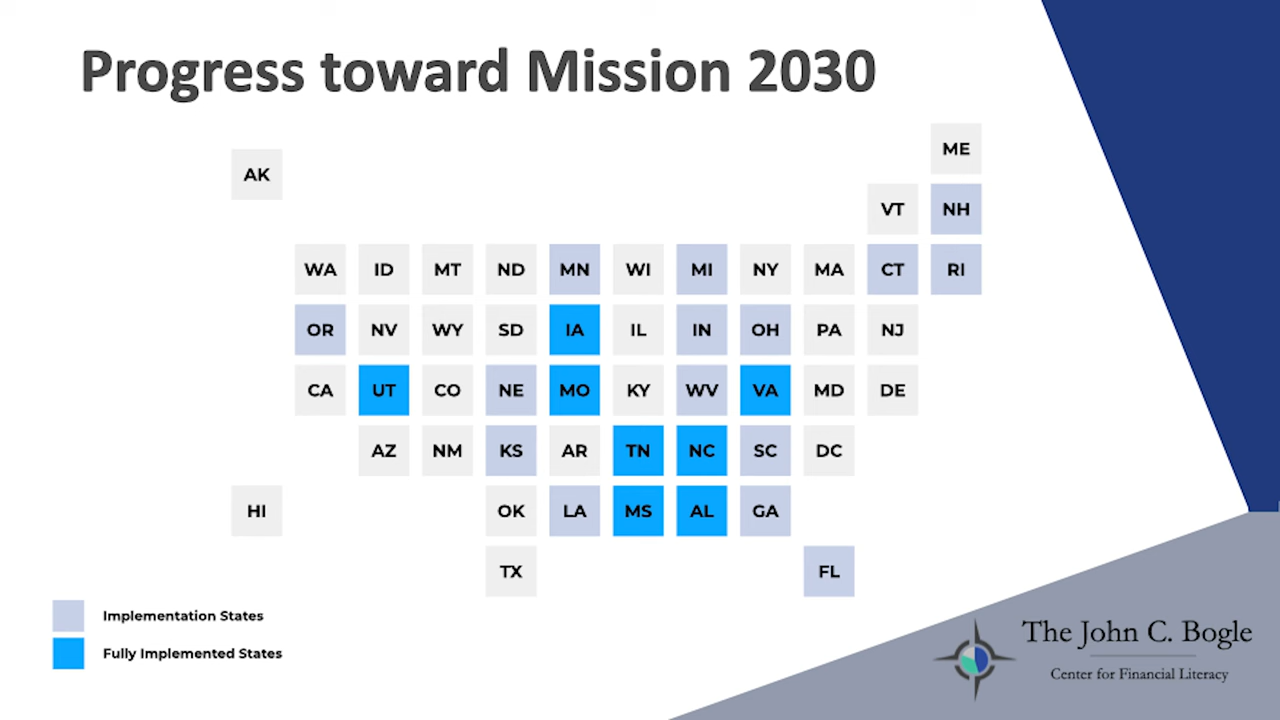 Progress toward Mission 2030
ME
AK
VT NH
WA ID MT ND MN WI MI NY MA CT RI
OR NV WY SD IA IL IN OH PA NJ
CA UT CO NE MO KY WV VA MD DE
AZ NM KS AR TN NC SC DC
HI OK LA MS AL GA
TX FL
Implementation States
Fully Implemented States
The John C. Bogle
Center for Financial Literacy